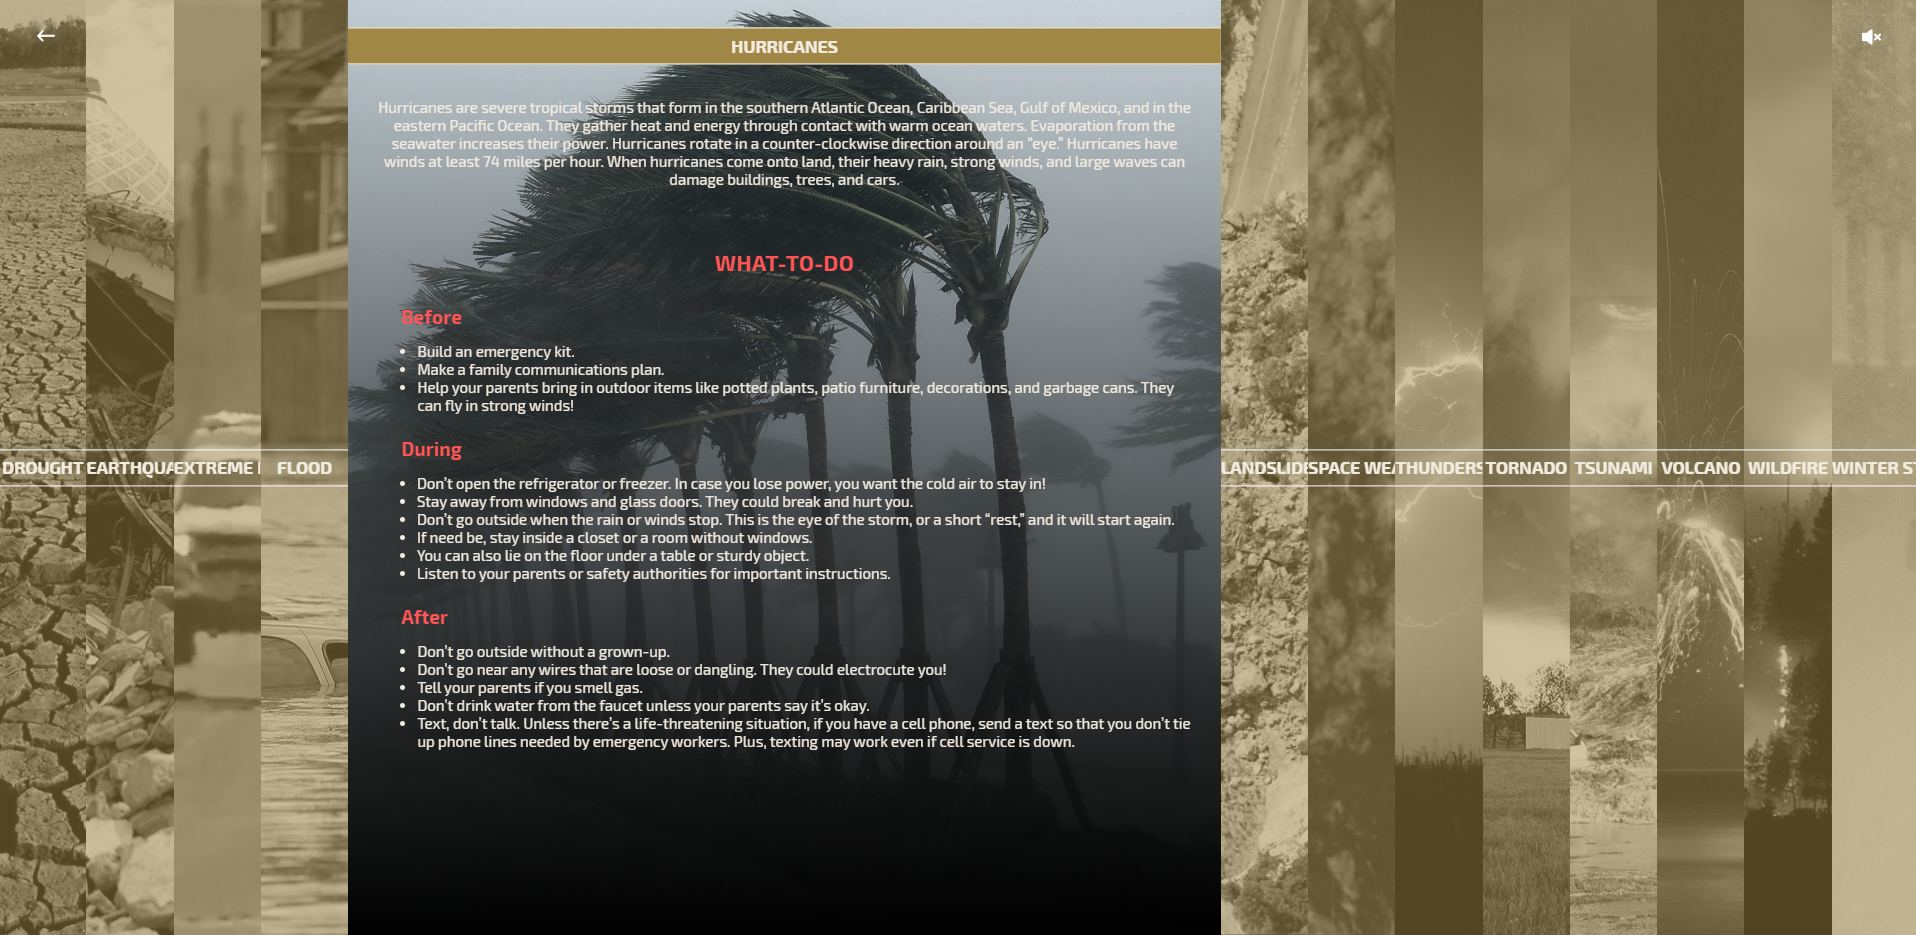 HURRICANES
Hurricanes are severe tropical storms that form in the southern Atlantic Ocean, Caribbean Sea, Gulf of Mexico, and in the
eastern Pacific Ocean. They gather heat and energy through contact with warm ocean waters. Evaporation from the
seawater increases their power. Hurricanes rotate in a counter-clockwise direction around an “eye.” Hurricanes have
winds at least 74 miles per hour. When hurricanes come onto land, their heavy rain, strong winds, and large waves can
damage buildings, trees, and cars.
WHAT-TO-DO
Before
• Build an emergency kit.
• Make a family communications plan.
• Help your parents bring in outdoor items like potted plants, patio furniture, decorations, and garbage cans. They
can fly in strong winds!
During
• Don’t open the refrigerator or freezer. In case you lose power, you want the cold air to stay in!
• Stay away from windows and glass doors. They could break and hurt you.
• Don’t go outside when the rain or winds stop. This is the eye of the storm, or a short “rest,” and it will start again.
• If need be, stay inside a closet or a room without windows.
• You can also lie on the floor under a table or sturdy object.
• Listen to your parents or safety authorities for important instructions.
After
• Don’t go outside without a grown-up.
• Don’t go near any wires that are loose or dangling. They could electrocute you!
• Tell your parents if you smell gas.
• Don’t drink water from the faucet unless your parents say it’s okay.
• Text, don’t talk. Unless there’s a life-threatening situation, if you have a cell phone, send a text so that you don’t tie
up phone lines needed by emergency workers. Plus, texting may work even if cell service is down.
DROUGHT EARTHQUA EXTREME FLOOD
LANDSLIDE SPACE WEA THUNDERS TORNADO TSUNAMI VOLCANO WILDFIRE WINTER ST